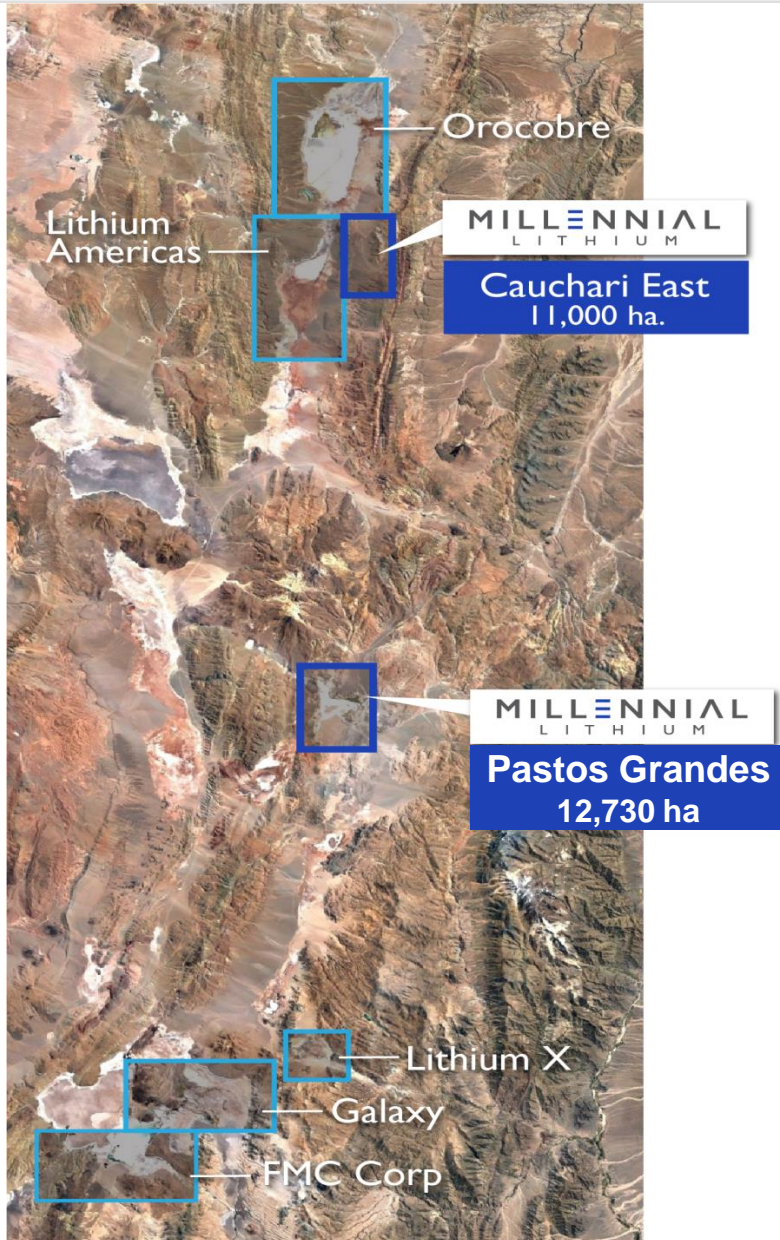 Orocobre
Lithium
Americas
MILLENNIAL
LITHIUM
Cauchari East
11,000 ha.
MILLENNIAL
LITHIUM
Pastos Grandes
12,730 ha
Lithium X
Galaxy
FMC Corp